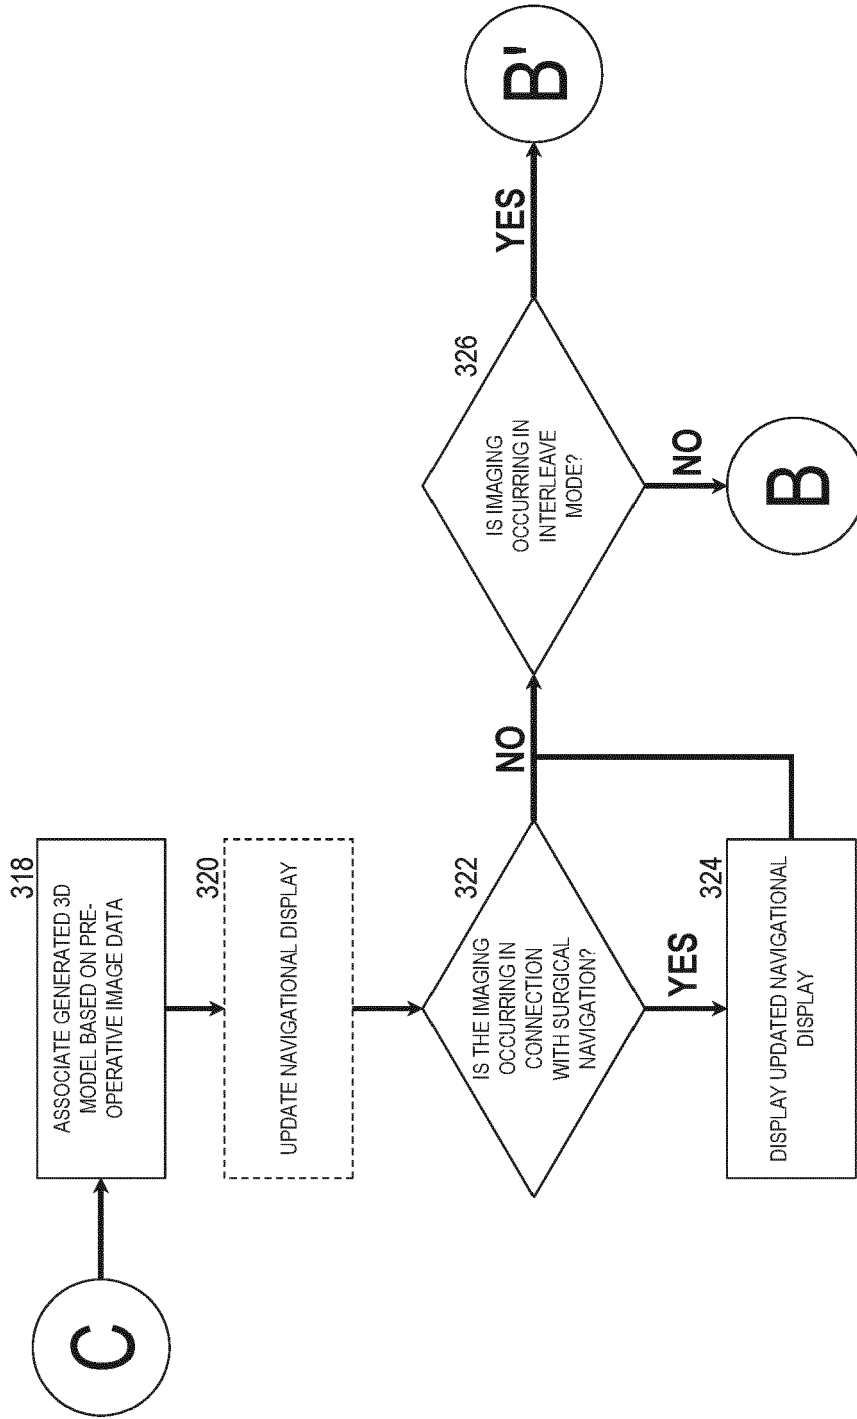 C
318
ASSOCIATE GENERATED 3D
MODEL BASED ON PRE-
OPERATIVE IMAGE DATA
320
UPDATE NAVIGATIONAL DISPLAY
322
IS THE IMAGING
OCCURRING IN
CONNECTION
WITH SURGICAL
NAVIGATION?
YES
324
DISPLAY UPDATED NAVIGATIONAL
DISPLAY
NO
326
IS IMAGING
OCCURRING IN
INTERLEAVE
MODE?
NO
B
YES
B'